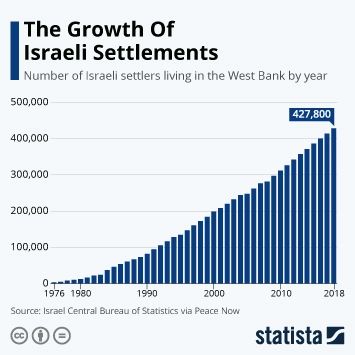 The Growth Of
Israeli Settlements
Number of Israeli settlers living in the West Bank by year
500,000
427,800
400,000
300,000
200,000
100,000
0
1976 1980 1990 2000 2010 2018
Source: Israel Central Bureau of Statistics via Peace Now
cc
statista